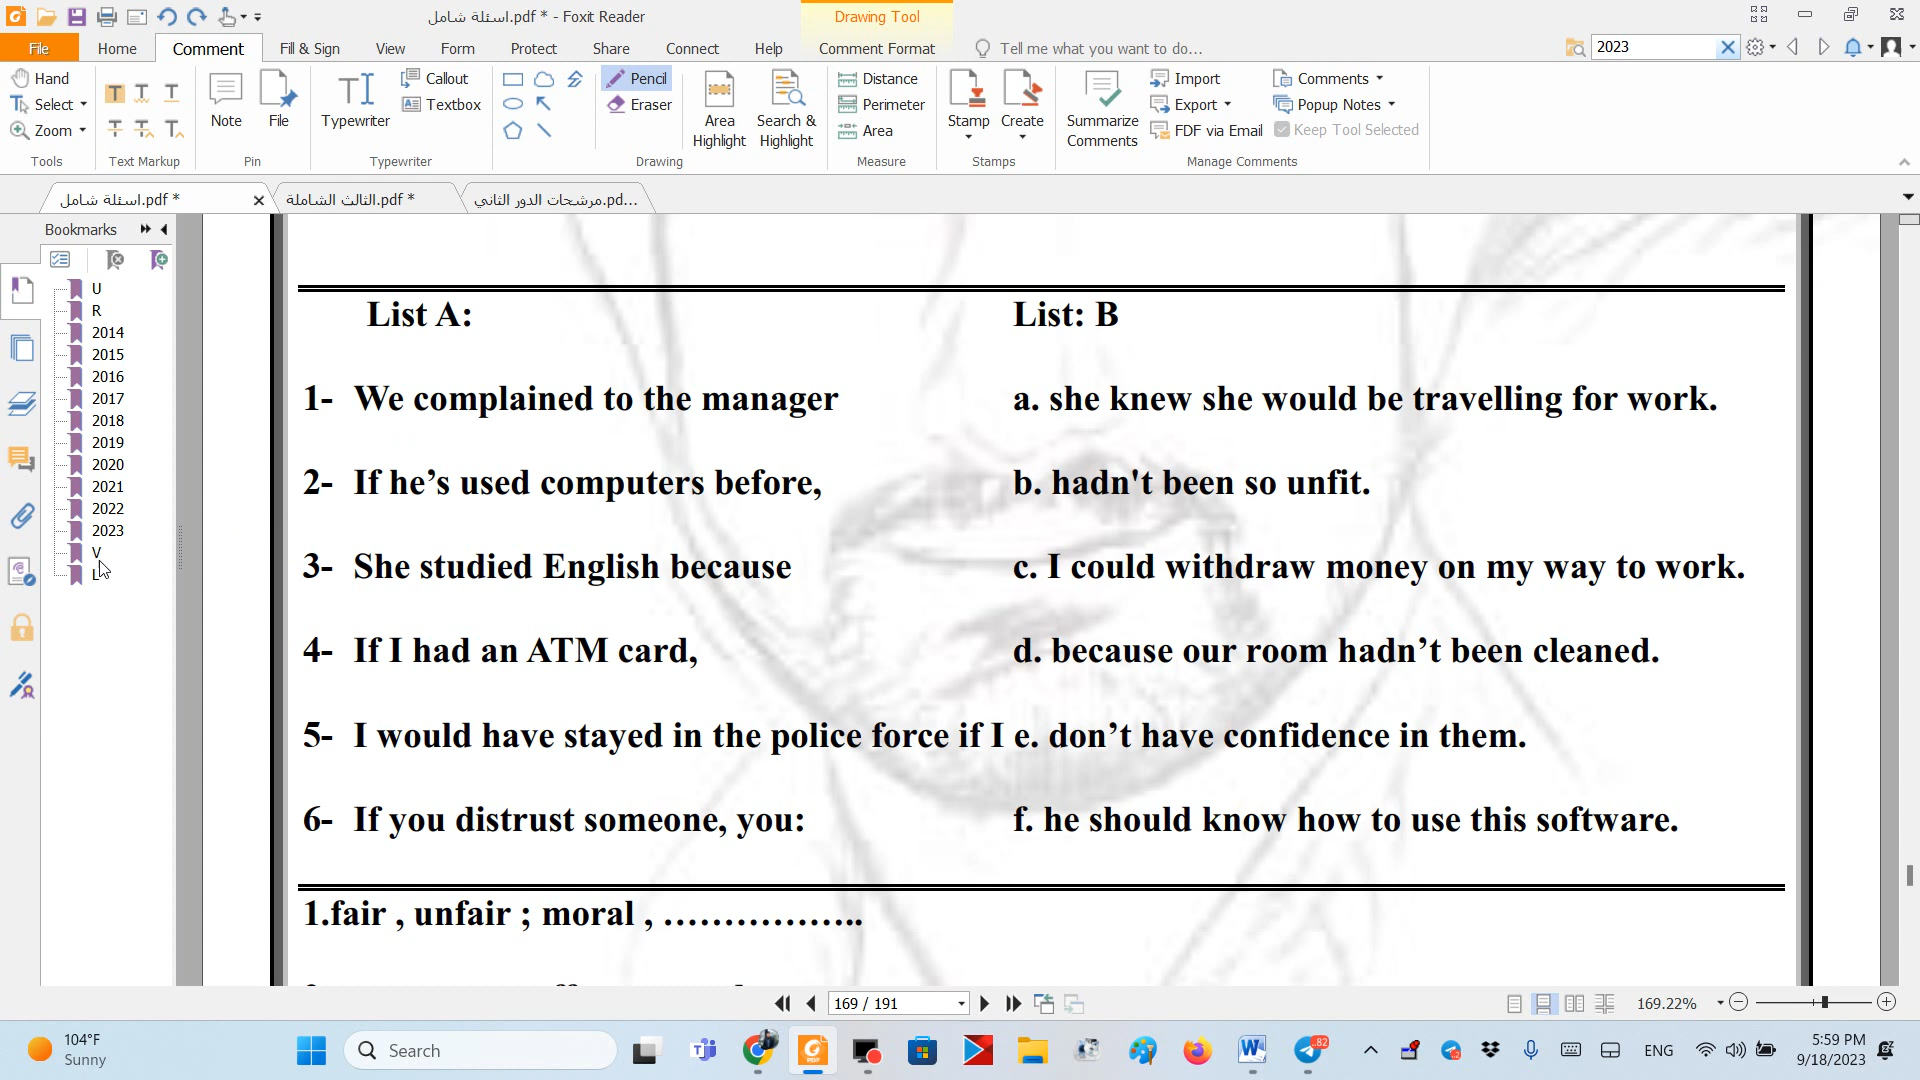 اسئلة شامل.pdf * - Foxit Reader
Drawing Tool
File
Home
Comment
Fill & Sign
View
Form
Protect
Share
Connect
Help
Comment Format
Tell me what you want to do...
2023
Hand
Select
Zoom
Tools
Text Markup
Note
File
Pin
Typewriter
Callout
Textbox
Typewriter
Pencil
Eraser
Area Highlight
Search & Highlight
Drawing
Distance
Perimeter
Area
Measure
Stamp
Create
Stamps
Summarize Comments
Import
Export
FDF via Email
Comments
Popup Notes
Keep Tool Selected
Manage Comments
اسئلة شامل.pdf *
الثالث الشاملة.pdf *
مرشحات الدور الثاني.pd...
Bookmarks
U
R
2014
2015
2016
2017
2018
2019
2020
2021
2022
2023
V
L
List A: List: B
1- We complained to the manager a. she knew she would be travelling for work.
2- If he’s used computers before, b. hadn't been so unfit.
3- She studied English because c. I could withdraw money on my way to work.
4- If I had an ATM card, d. because our room hadn’t been cleaned.
5- I would have stayed in the police force if I e. don’t have confidence in them.
6- If you distrust someone, you: f. he should know how to use this software.
1.fair , unfair ; moral , ……………..
169 / 191
169.22%
104°F
Sunny
Search
82
ENG
5:59 PM
9/18/2023